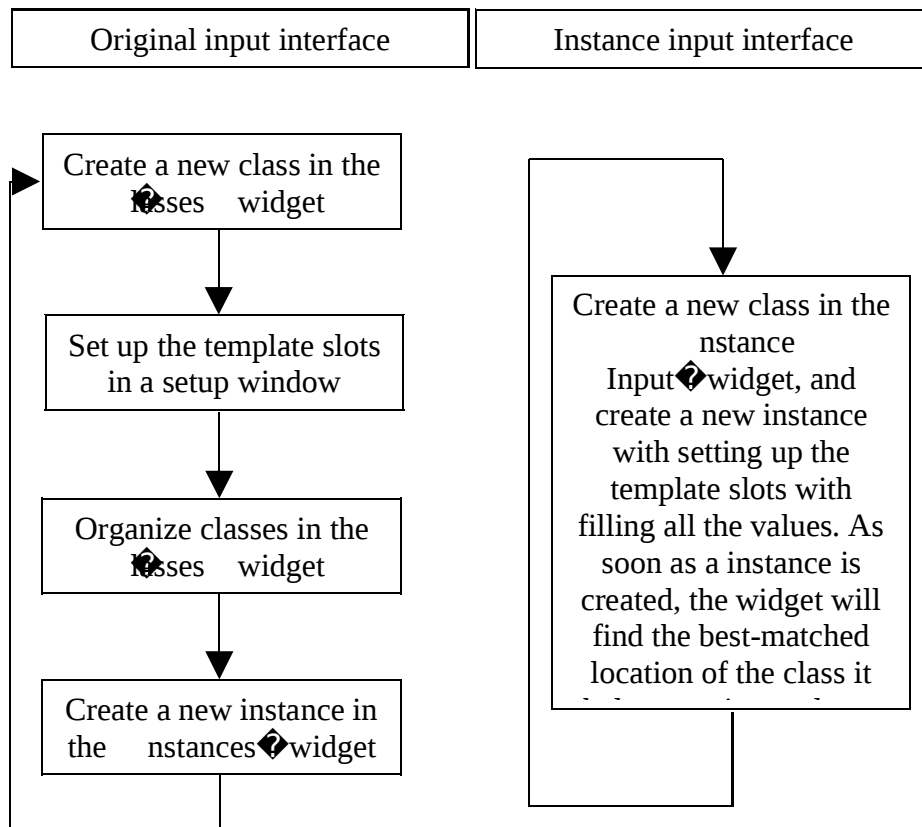 Original input interface
Instance input interface
Create a new class in the
�lasses widget
Set up the template slots
in a setup window
Organize classes in the
�lasses widget
Create a new instance in
the nstances�widget
Create a new class in the
nstance
Input�widget, and
create a new instance
with setting up the
template slots with
filling all the values. As
soon as a instance is
created, the widget will
find the best-matched
location of the class it